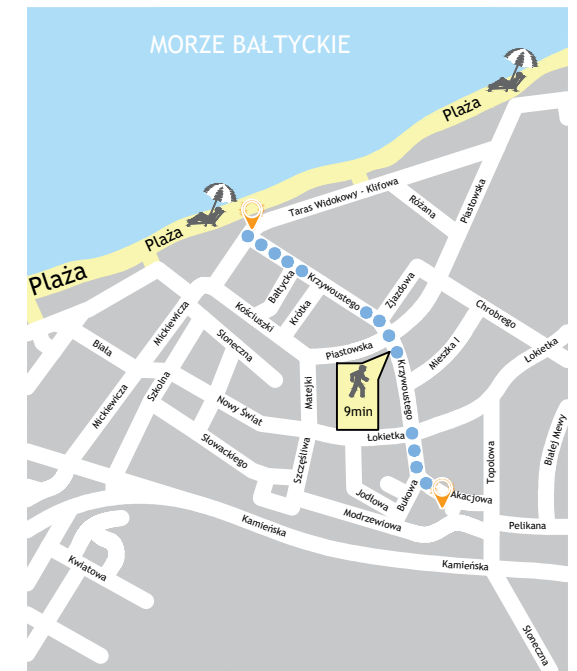 MORZE BAŁTYCKIE
Plaża
Plaża
Plaża
Taras Widokowy - Klifowa
Różana
Piastowska
Bałtycka
Krzywoustego
Zjazdowa
Chrobrego
Mickiewicza
Kościuszki
Krótka
Słoneczna
Biała
Piastowska
Mieszka I
Łokietka
Krzywoustego
Szkolna
Mickiewicza
Matejki
9min
Nowy Świat
Łokietka
Słowackiego
Szczęśliwa
Topolowa
Białej Mewy
Jodłowa
Bukowa
Akacjowa
Modrzewiowa
Pelikana
Kamieńska
Kamieńska
Kwiatowa
Słoneczna